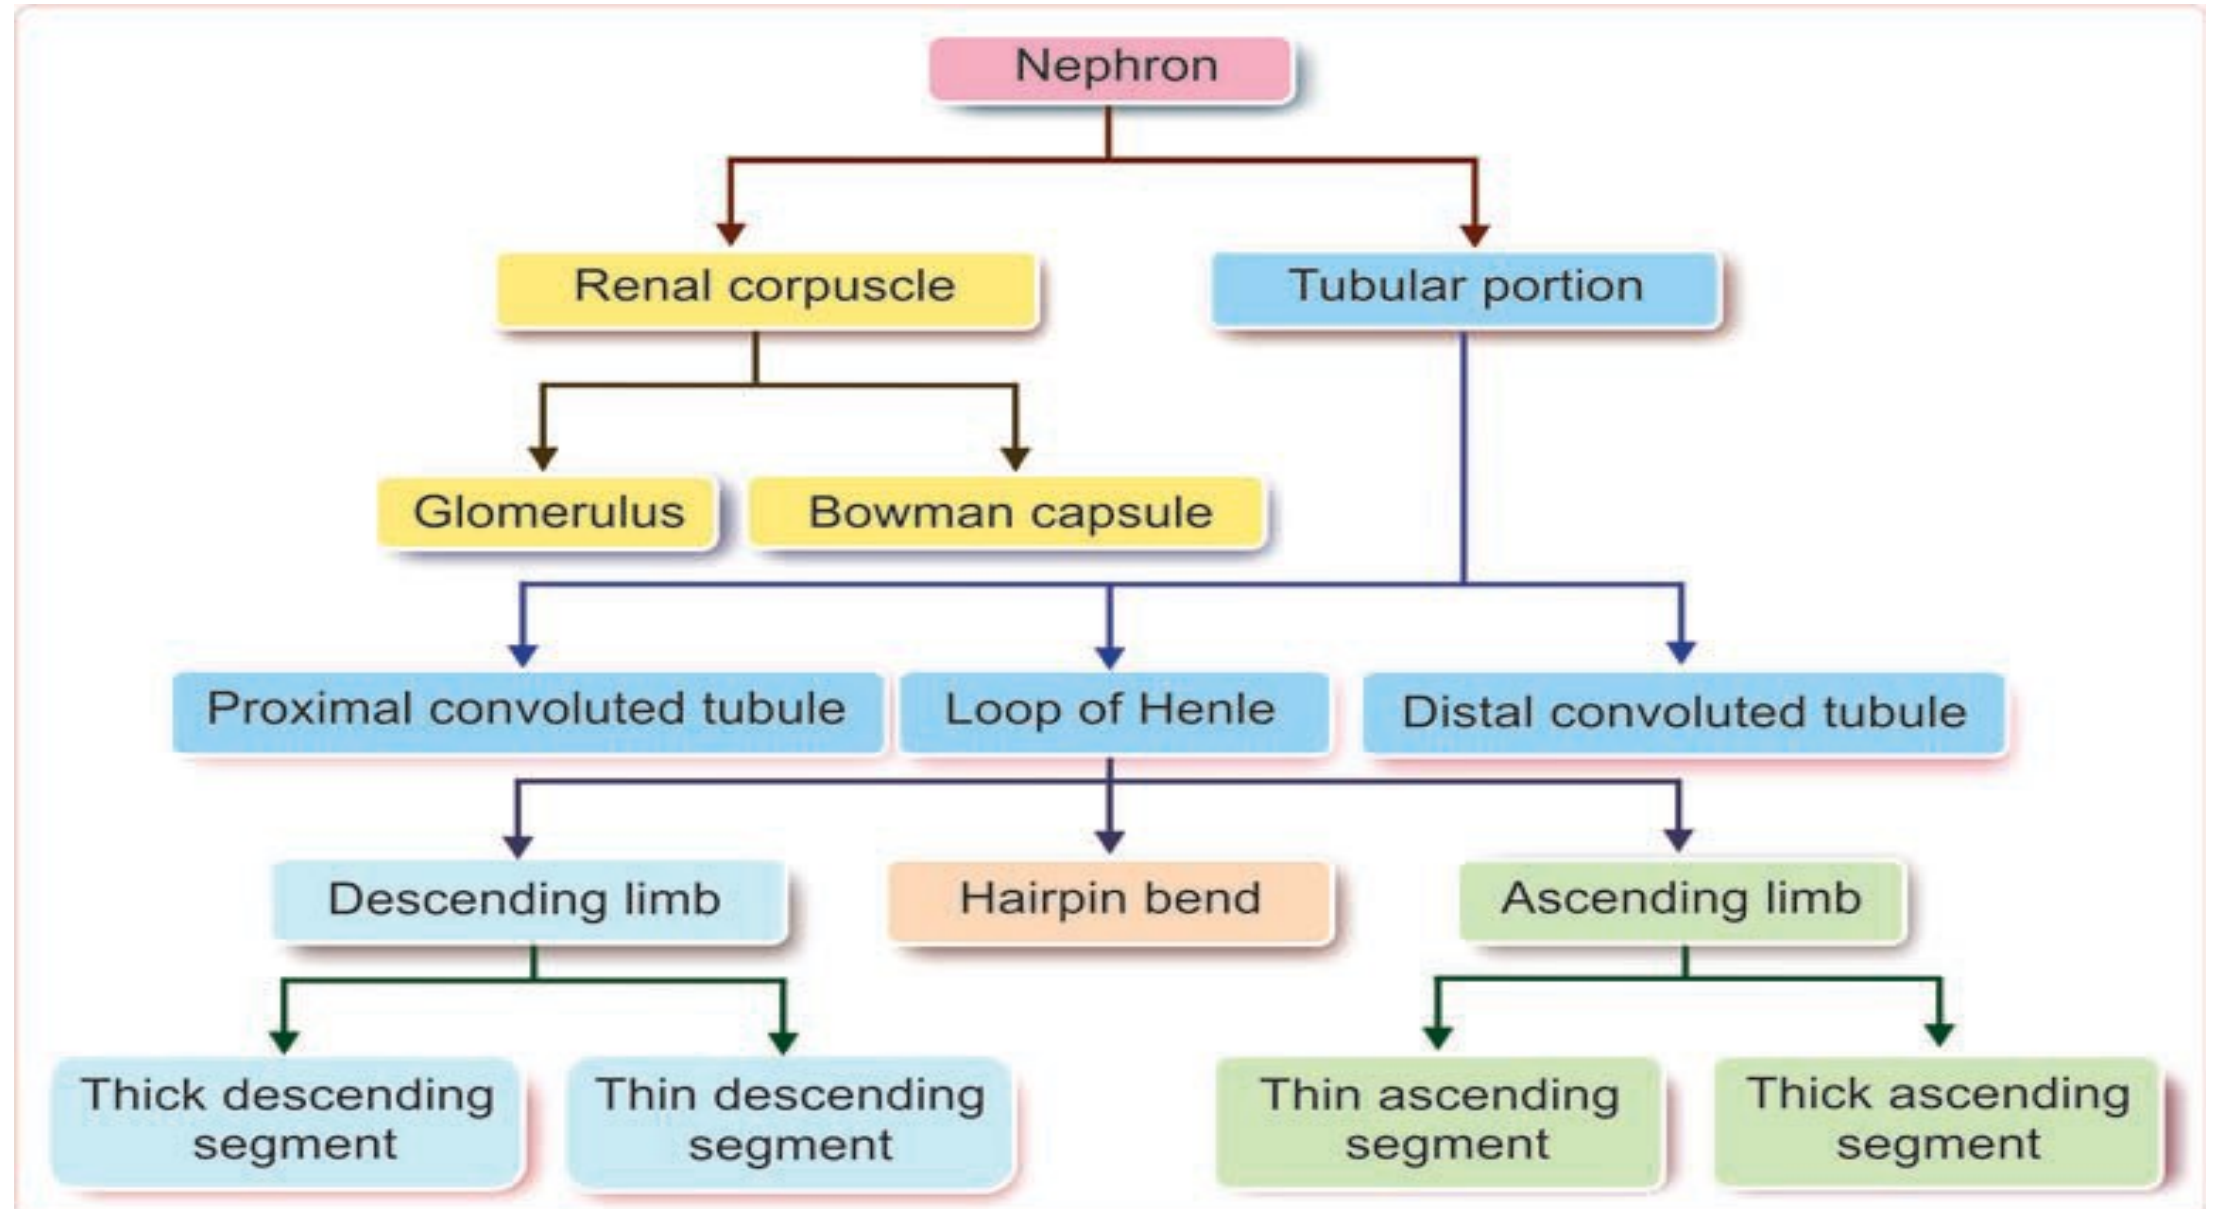 Nephron
Renal corpuscle
Tubular portion
Glomerulus
Bowman capsule
Proximal convoluted tubule
Loop of Henle
Distal convoluted tubule
Descending limb
Hairpin bend
Ascending limb
Thick descending
segment
Thin descending
segment
Thin ascending
segment
Thick ascending
segment